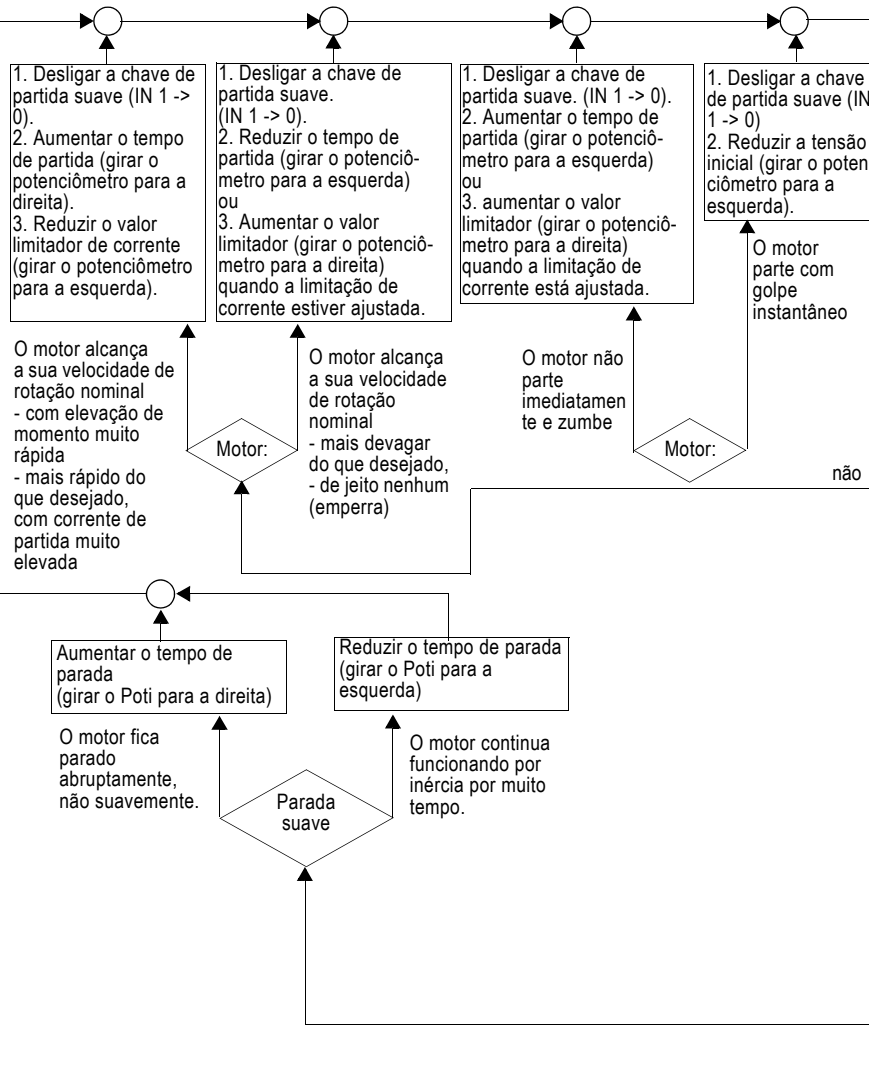 1. Desligar a chave de
partida suave (IN 1 ->
0).
2. Aumentar o tempo
de partida (girar o
potenciômetro para a
direita).
3. Reduzir o valor
limitador de corrente
(girar o potenciômetro
para a esquerda).
1. Desligar a chave de
partida suave.
(IN 1 -> 0).
2. Reduzir o tempo de
partida (girar o potenciô-
metro para a esquerda)
ou
3. Aumentar o valor
limitador (girar o potenciô-
metro para a direita)
quando a limitação de
corrente estiver ajustada.
1. Desligar a chave de
partida suave. (IN 1 -> 0).
2. Aumentar o tempo de
partida (girar o potenciô-
metro para a esquerda)
ou
3. aumentar o valor
limitador (girar o potenciô-
metro para a direita)
quando a limitação de
corrente está ajustada.
1. Desligar a chave
de partida suave (IN
1 -> 0)
2. Reduzir a tensão
inicial (girar o poten
ciômetro para a
esquerda).
O motor alcança
a sua velocidade de
rotação nominal
- com elevação de
momento muito
rápida
- mais rápido do
que desejado,
com corrente de
partida muito
elevada
Motor:
O motor alcança
a sua velocidade
de rotação
nominal
- mais devagar
do que desejado,
- de jeito nenhum
(emperra)
O motor não
parte
imediatamen
te e zumbe
Motor:
O motor
parte com
golpe
instantâneo
não
Aumentar o tempo de
parada
(girar o Poti para a direita)
Reduzir o tempo de parada
(girar o Poti para a
esquerda)
O motor fica
parado
abruptamente,
não suavemente.
Parada
suave
O motor continua
funcionando por
inércia por muito
tempo.